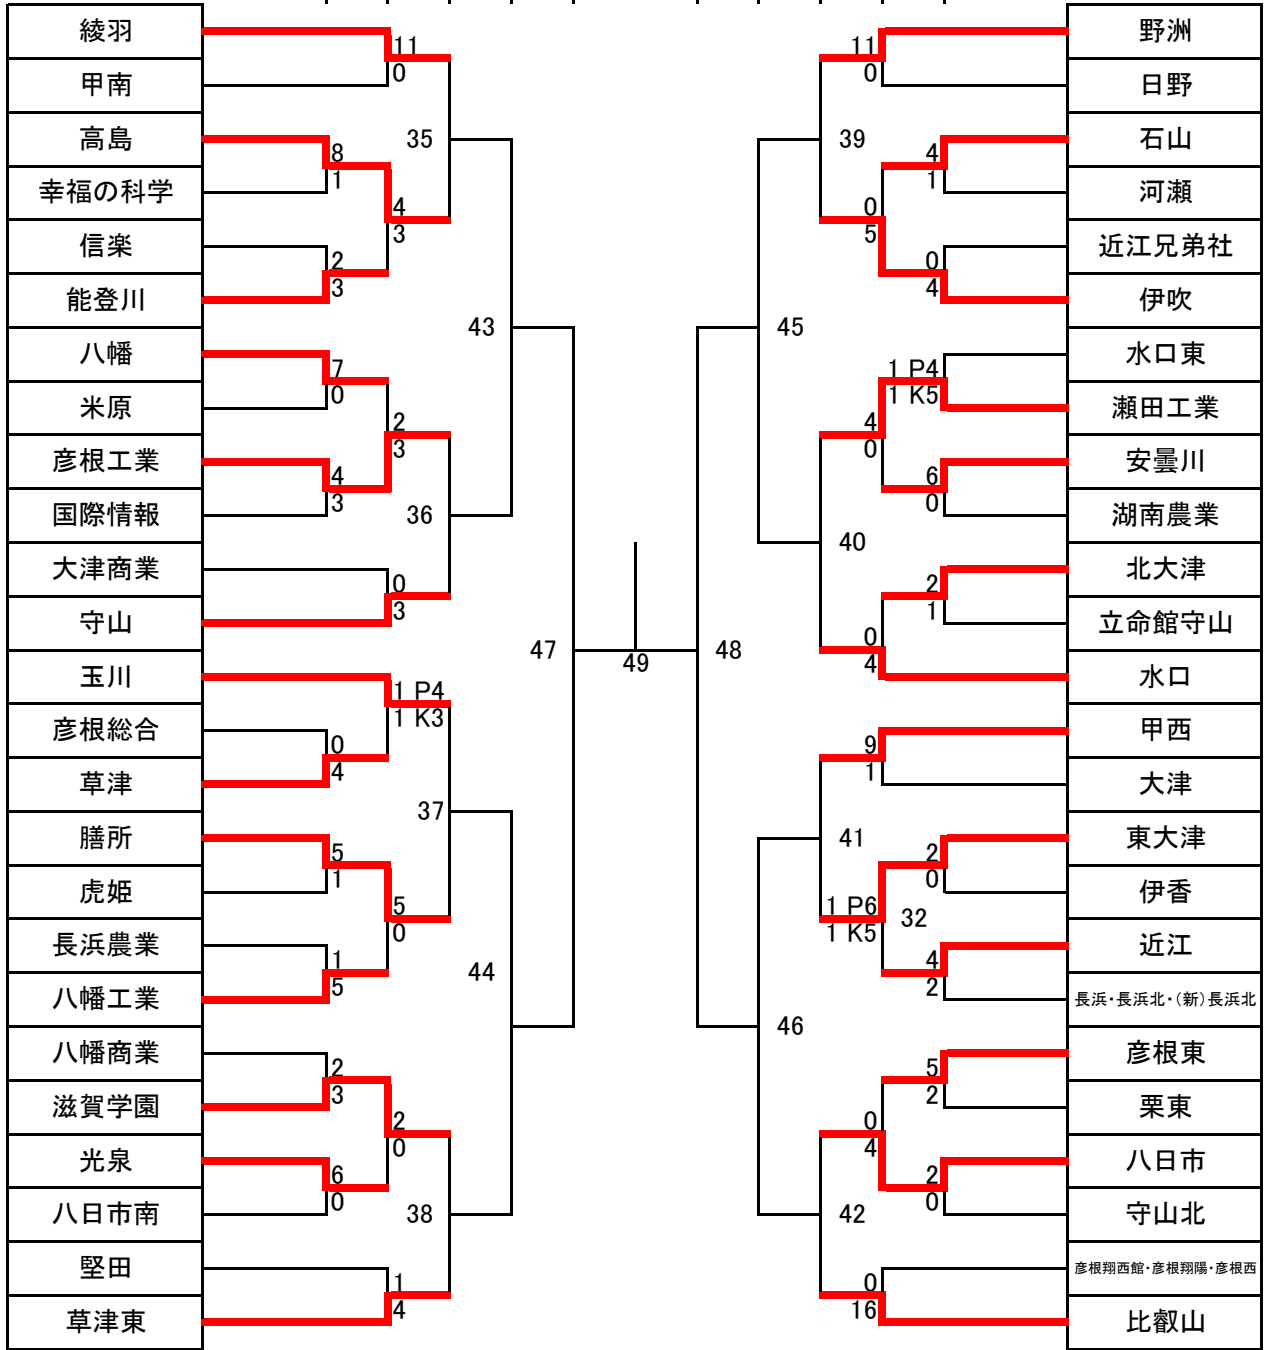 綾羽
甲南
高島
幸福の科学
信楽
能登川
八幡
米原
彦根工業
国際情報
大津商業
守山
玉川
彦根総合
草津
膳所
虎姫
長浜農業
八幡工業
八幡商業
滋賀学園
光泉
八日市南
堅田
草津東
8
1
2
3
7
0
4
3
0
4
5
1
1
5
2
3
6
0
11
0
4
3
2
3
0
3
1 P4
1 K3
5
0
2
0
1
4
35
36
37
38
43
44
47
49
48
45
46
39
40
41
42
11
0
0
5
4
0
0
4
9
1
1 P6
1 K5
32
0
4
0
16
4
1
0
4
1 P4
1 K5
6
0
2
1
2
0
4
2
5
2
2
0
野洲
日野
石山
河瀬
近江兄弟社
伊吹
水口東
瀬田工業
安曇川
湖南農業
北大津
立命館守山
水口
甲西
大津
東大津
伊香
近江
長浜・長浜北・(新)長浜北
彦根東
栗東
八日市
守山北
彦根翔西館・彦根翔陽・彦根西
比叡山